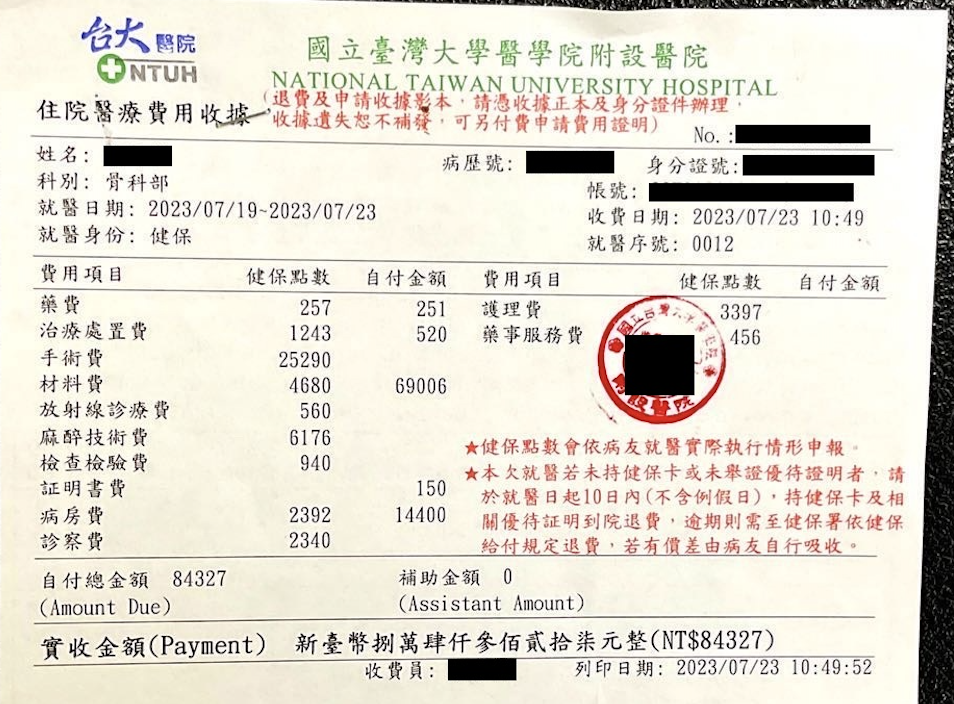 台大醫院
NTUH
國立臺灣大學醫學院附設醫院
NATIONAL TAIWAN UNIVERSITY HOSPITAL
住院醫療費用收據
(退費及申請收據影本，請憑收據正本及身分證件辦理，
收據遺失恕不補發，可另付費申請費用證明)
No.:
姓名: 病歷號: 身分證號:
科別: 骨科部 帳號:
就醫日期: 2023/07/19~2023/07/23 收費日期: 2023/07/23 10:49
就醫身份: 健保 就醫序號: 0012
費用項目 健保點數 自付金額 費用項目 健保點數 自付金額
藥費 257 251 護理費 3397
治療處置費 1243 520 藥事服務費 456
手術費 25290
材料費 4680 69006
放射線診療費 560
麻醉技術費 6176
檢查檢驗費 940
証明書費 150
病房費 2392 14400
診察費 2340
國立台灣大學醫學院
附設醫院
★健保點數會依病友就醫實際執行情形申報。
★本次就醫若未持健保卡或未舉證優待證明者，請
於就醫日起10日內(不含例假日)，持健保卡及相
關優待証明到院退費，逾期則需至健保署依健保
給付規定退費，若有價差由病友自行吸收。
自付總金額 84327 補助金額 0
(Amount Due) (Assistant Amount)
實收金額(Payment) 新臺幣捌萬肆仟參佰貳拾柒元整(NT$84327)
收費員: 列印日期: 2023/07/23 10:49:52